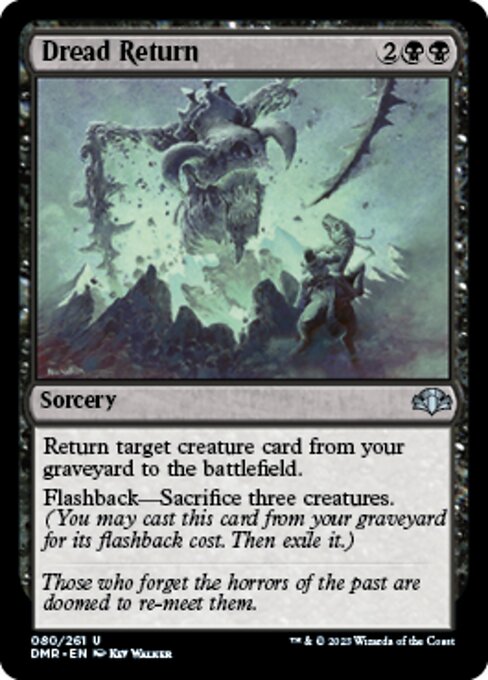 Dread Return 2
Sorcery
Return target creature card from your
graveyard to the battlefield.
Flashback—Sacrifice three creatures.
(You may cast this card from your graveyard
for its flashback cost. Then exile it.)
Those who forget the horrors of the past are
doomed to re-meet them.
080/261 U
™ & © 2023 Wizards of the Coast
DMR • EN Kev Walker